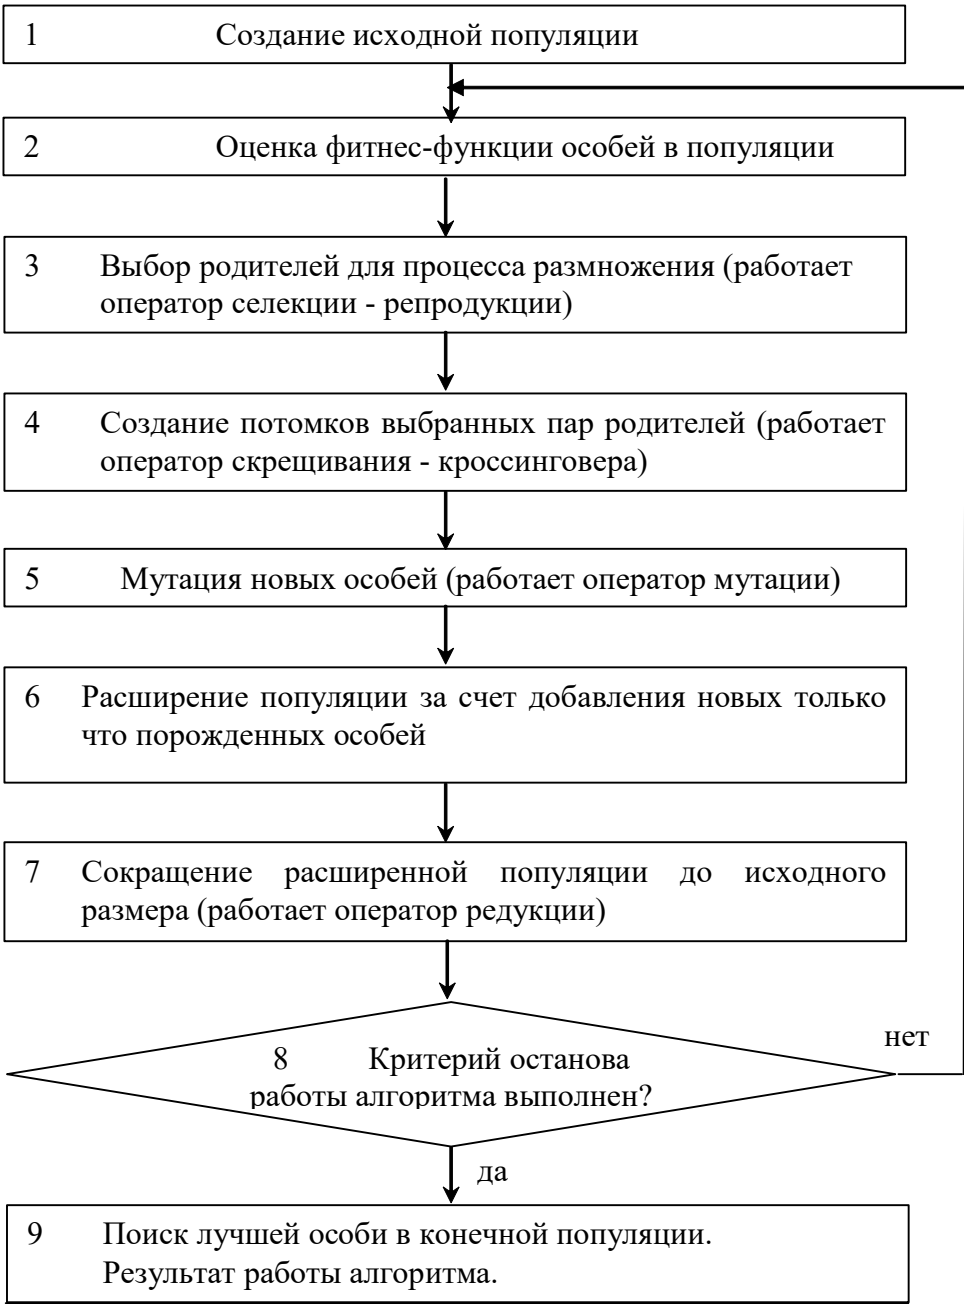 1 Создание исходной популяции
2 Оценка фитнес-функции особей в популяции
3 Выбор родителей для процесса размножения (работает
оператор селекции - репродукции)
4 Создание потомков выбранных пар родителей (работает
оператор скрещивания - кроссинговера)
5 Мутация новых особей (работает оператор мутации)
6 Расширение популяции за счет добавления новых только
что порожденных особей
7 Сокращение расширенной популяции до исходного
размера (работает оператор редукции)
нет
8 Критерий останова
работы алгоритма выполнен?
да
9 Поиск лучшей особи в конечной популяции.
Результат работы алгоритма.